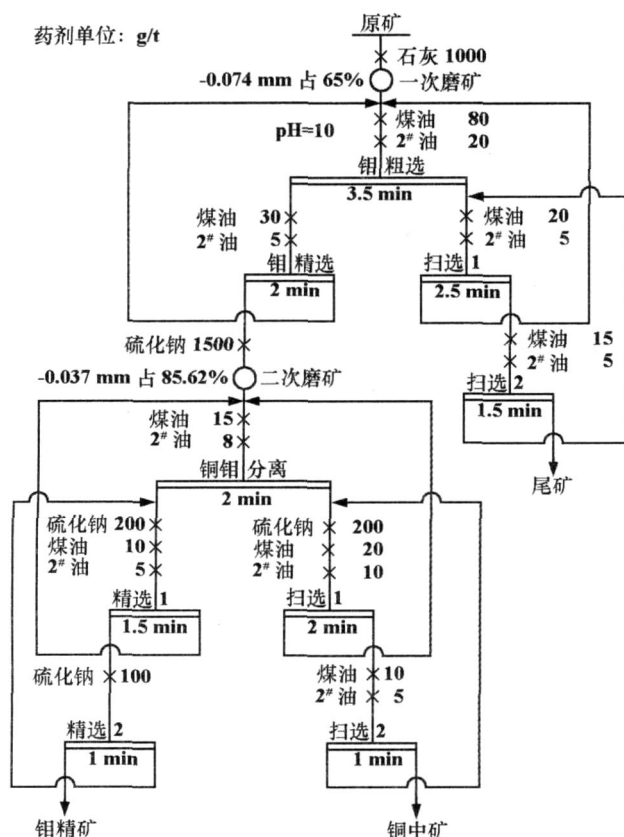 药剂单位：g/t
原矿
石灰 1000
-0.074 mm 占 65%
一次磨矿
pH=10
煤油 80
2# 油 20
钼粗选
3.5 min
煤油 30
2# 油 5
煤油 20
2# 油 5
钼精选
2 min
扫选 1
2.5 min
硫化钠 1500
煤油 15
2# 油 5
-0.037 mm 占 85.62%
二次磨矿
扫选 2
1.5 min
煤油 15
2# 油 8
尾矿
铜钼分离
2 min
硫化钠 200
煤油 10
2# 油 5
硫化钠 200
煤油 20
2# 油 10
精选 1
1.5 min
扫选 1
2 min
硫化钠 100
煤油 10
2# 油 5
精选 2
1 min
扫选 2
1 min
钼精矿
铜中矿